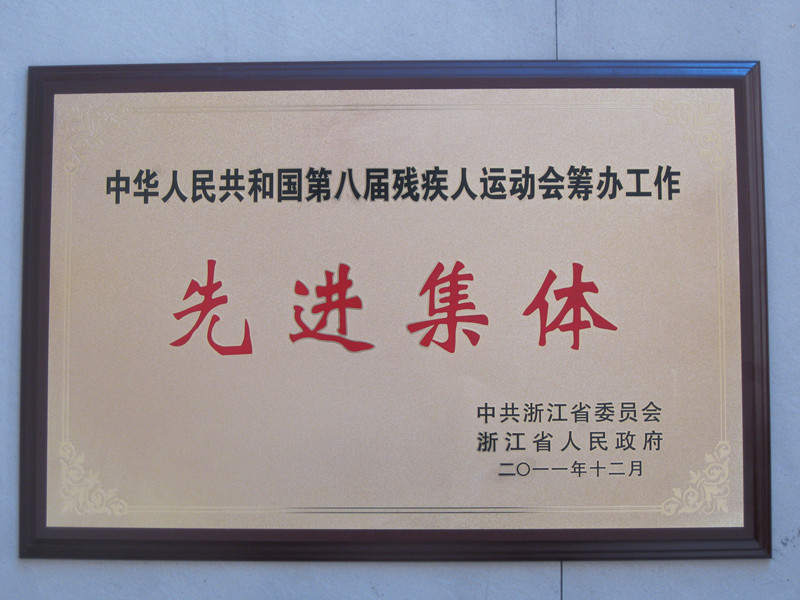 中华人民共和国第八届残疾人运动会筹办工作
先进集体
中共浙江省委员会
浙江省人民政府
二〇一一年十二月